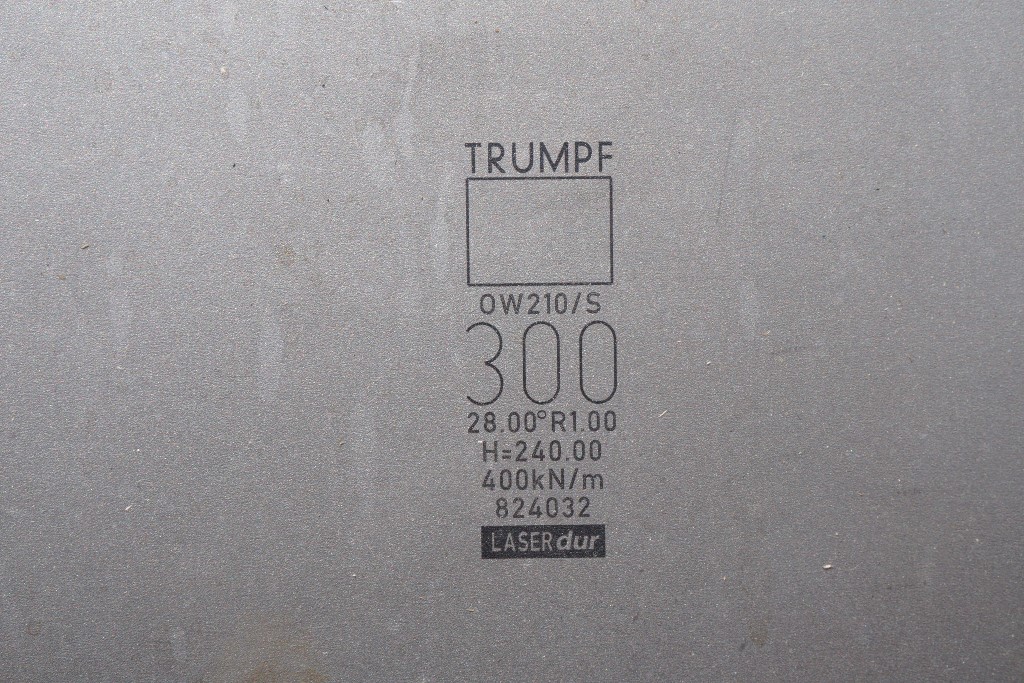 TRUMPF
OW210/S
300
28.00°R1.00
H=240.00
400kN/m
824032
LASERdur